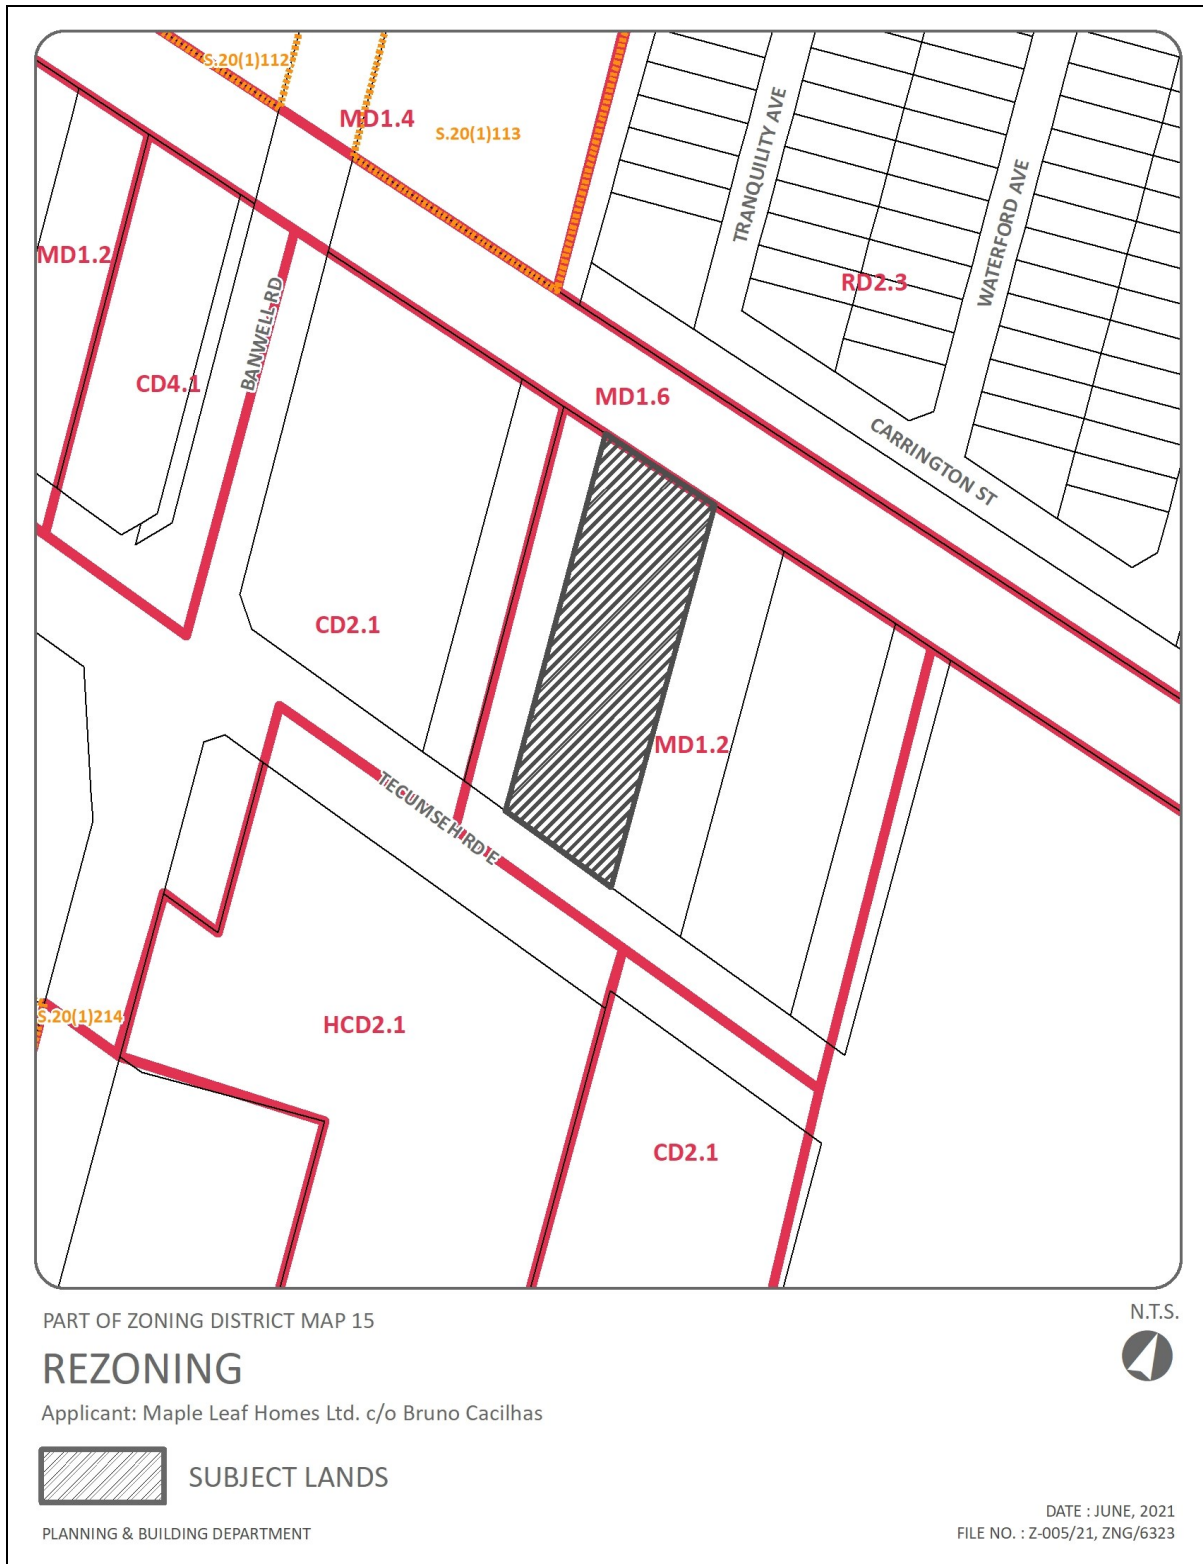 S.20(1)112
MD1.4
S.20(1)113
TRANQUILITY AVE
WATERFORD AVE
MD1.2
RD2.3
BANWELL RD
CD4.1
MD1.6
CARRINGTON ST
CD2.1
MD1.2
TECUMSEH RD E
S.20(1)214
HCD2.1
CD2.1
PART OF ZONING DISTRICT MAP 15
N.T.S.
REZONING
Applicant: Maple Leaf Homes Ltd. c/o Bruno Cacilhas
SUBJECT LANDS
PLANNING & BUILDING DEPARTMENT
DATE : JUNE, 2021
FILE NO. : Z-005/21, ZNG/6323